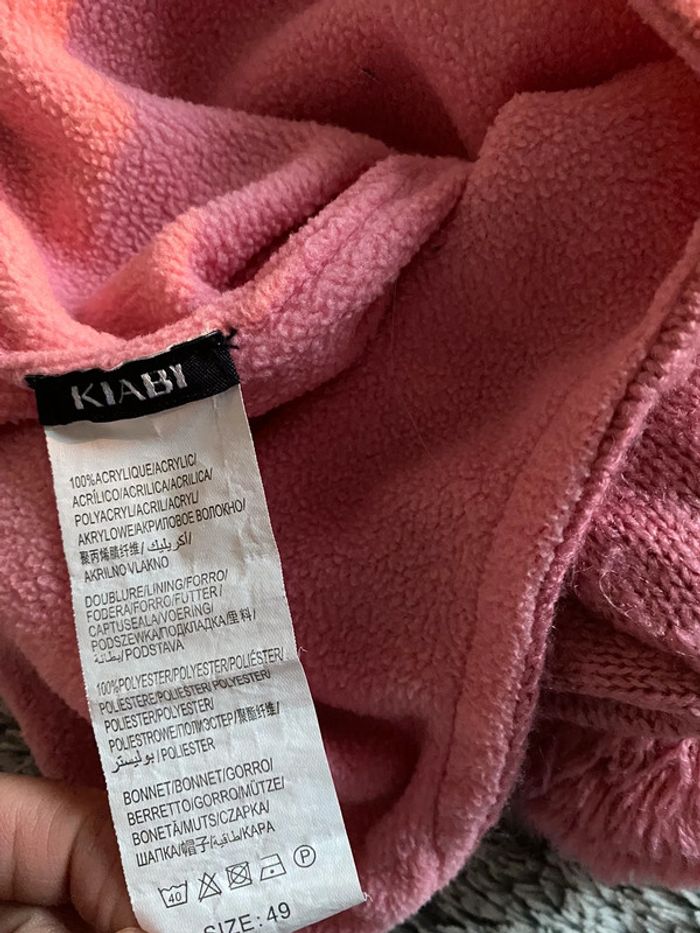 KIABI
100%ACRYLIQUE/ACRYLIC/
ACRÍLICO/ACRILICA/ACRILICA/
POLYACRYL/ACRIL/ACRYL/
AKRYLOWE/АКРИЛОВОЕ ВОЛОКНО/
聚丙烯腈纤维/أكريليك/
AKRILNO VLAKNO
DOUBLURE/LINING/FORRO/
FODERA/FORRO/FUTTER/
CAPTUSEALA/VOERING/
PODSZEWKA/ПОДКЛАДКА/里料/
بطانة/PODSTAVA
100%POLYESTER/POLYESTER/POLIÉSTER/
POLIESTERE/POLIÉSTER/POLYESTER/
POLIESTER/POLYESTER/
POLIESTROWE/ПОЛИЭСТЕР/聚酯纤维/
بوليستر/POLIESTER
BONNET/BONNET/GORRO/
BERRETTO/GORRO/MÜTZE/
BONETĂ/MUTS/CZAPKA/
ШАПКА/帽子/طاقية/KAPA
40 P
SIZE: 49